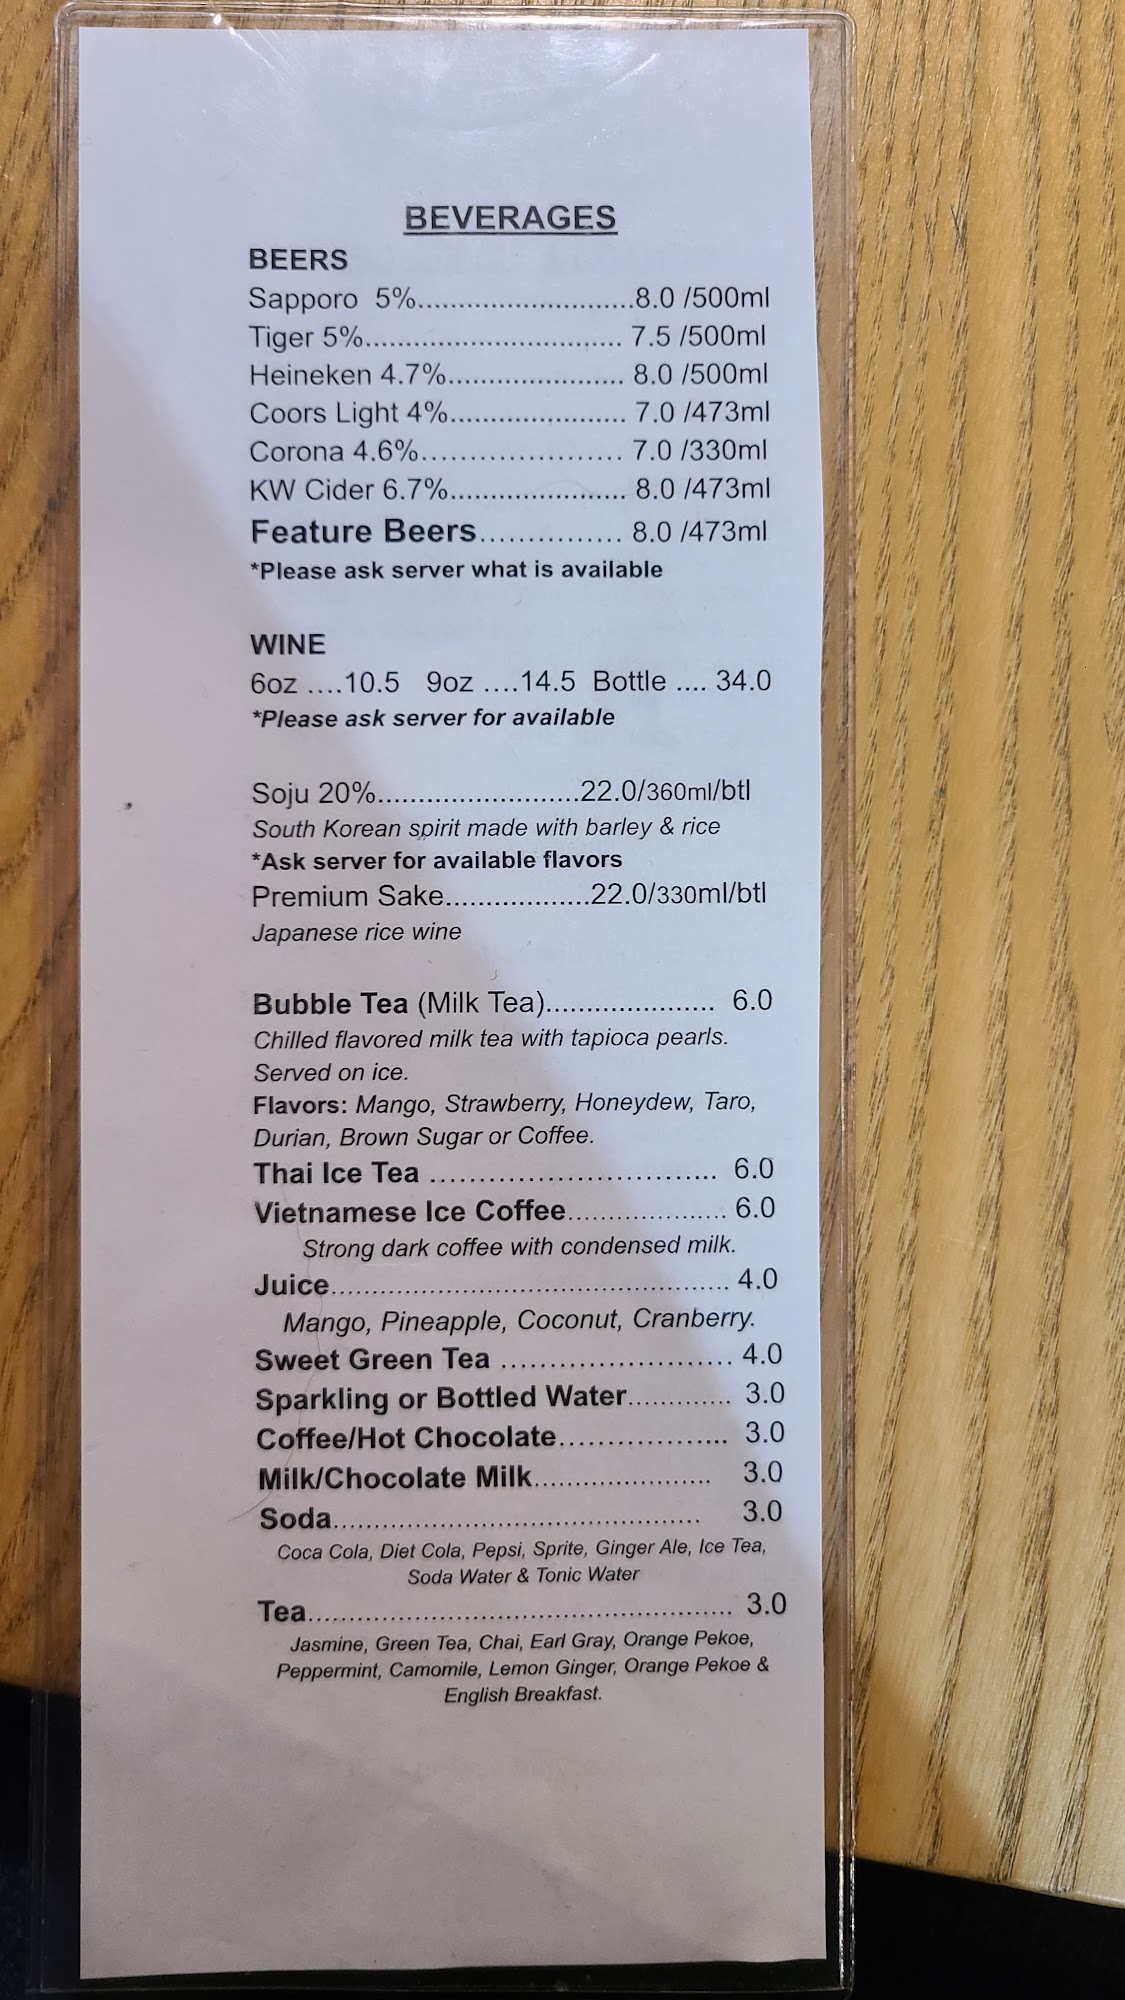 BEVERAGES
BEERS
Sapporo  5%...........................8.0 /500ml
Tiger 5%................................ 7.5 /500ml
Heineken 4.7%...................... 8.0 /500ml
Coors Light 4%...................... 7.0 /473ml
Corona 4.6%......................... 7.0 /330ml
KW Cider 6.7%...................... 8.0 /473ml
Feature Beers................ 8.0 /473ml
*Please ask server what is available
WINE
6oz ....10.5   9oz ....14.5  Bottle .... 34.0
*Please ask server for available
Soju 20%.........................22.0/360ml/btl
South Korean spirit made with barley & rice
*Ask server for available flavors
Premium Sake..................22.0/330ml/btl
Japanese rice wine
Bubble Tea (Milk Tea)..................... 6.0
Chilled flavored milk tea with tapioca pearls.
Served on ice.
Flavors: Mango, Strawberry, Honeydew, Taro,
Durian, Brown Sugar or Coffee.
Thai Ice Tea ................................... 6.0
Vietnamese Ice Coffee.................... 6.0
Strong dark coffee with condensed milk.
Juice................................................. 4.0
Mango, Pineapple, Coconut, Cranberry.
Sweet Green Tea ............................ 4.0
Sparkling or Bottled Water............. 3.0
Coffee/Hot Chocolate..................... 3.0
Milk/Chocolate Milk...................... 3.0
Soda.............................................. 3.0
Coca Cola, Diet Cola, Pepsi, Sprite, Ginger Ale, Ice Tea,
Soda Water & Tonic Water
Tea.................................................... 3.0
Jasmine, Green Tea, Chai, Earl Gray, Orange Pekoe,
Peppermint, Camomile, Lemon Ginger, Orange Pekoe &
English Breakfast.